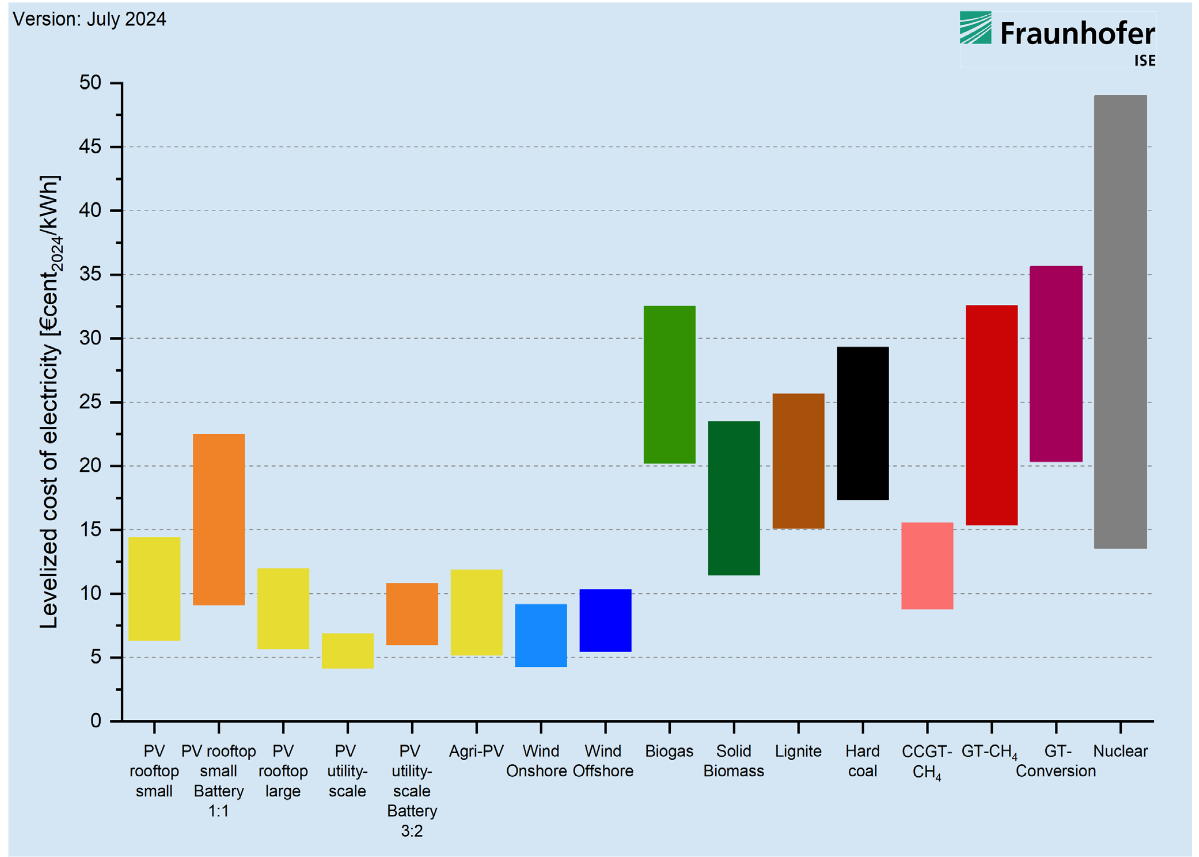 Version: July 2024
Fraunhofer
ISE
Levelized cost of electricity [€cent2024/kWh]
50
45
40
35
30
25
20
15
10
5
0
PV rooftop small
PV rooftop small Battery 1:1
PV rooftop large
PV utility-scale
PV utility-scale Battery 3:2
Agri-PV
Wind Onshore
Wind Offshore
Biogas
Solid Biomass
Lignite
Hard coal
CCGT-CH4
GT-CH4
GT-Conversion
Nuclear